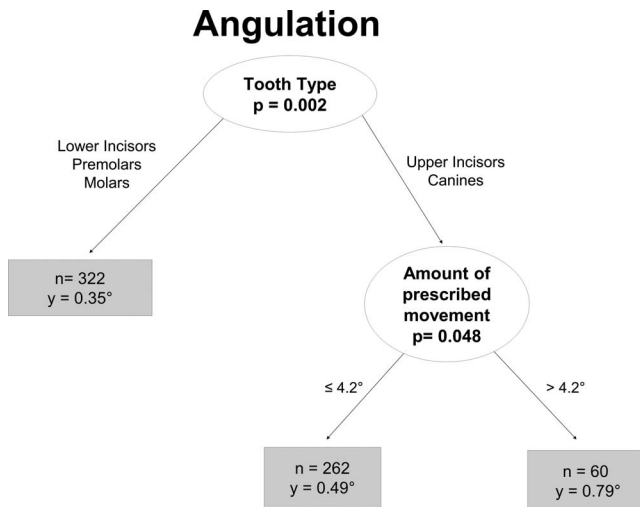 Angulation
Tooth Type
p = 0.002
Lower Incisors
Premolars
Molars
Upper Incisors
Canines
n= 322
y = 0.35°
Amount of
prescribed
movement
p= 0.048
≤ 4.2°
> 4.2°
n = 262
y = 0.49°
n = 60
y = 0.79°